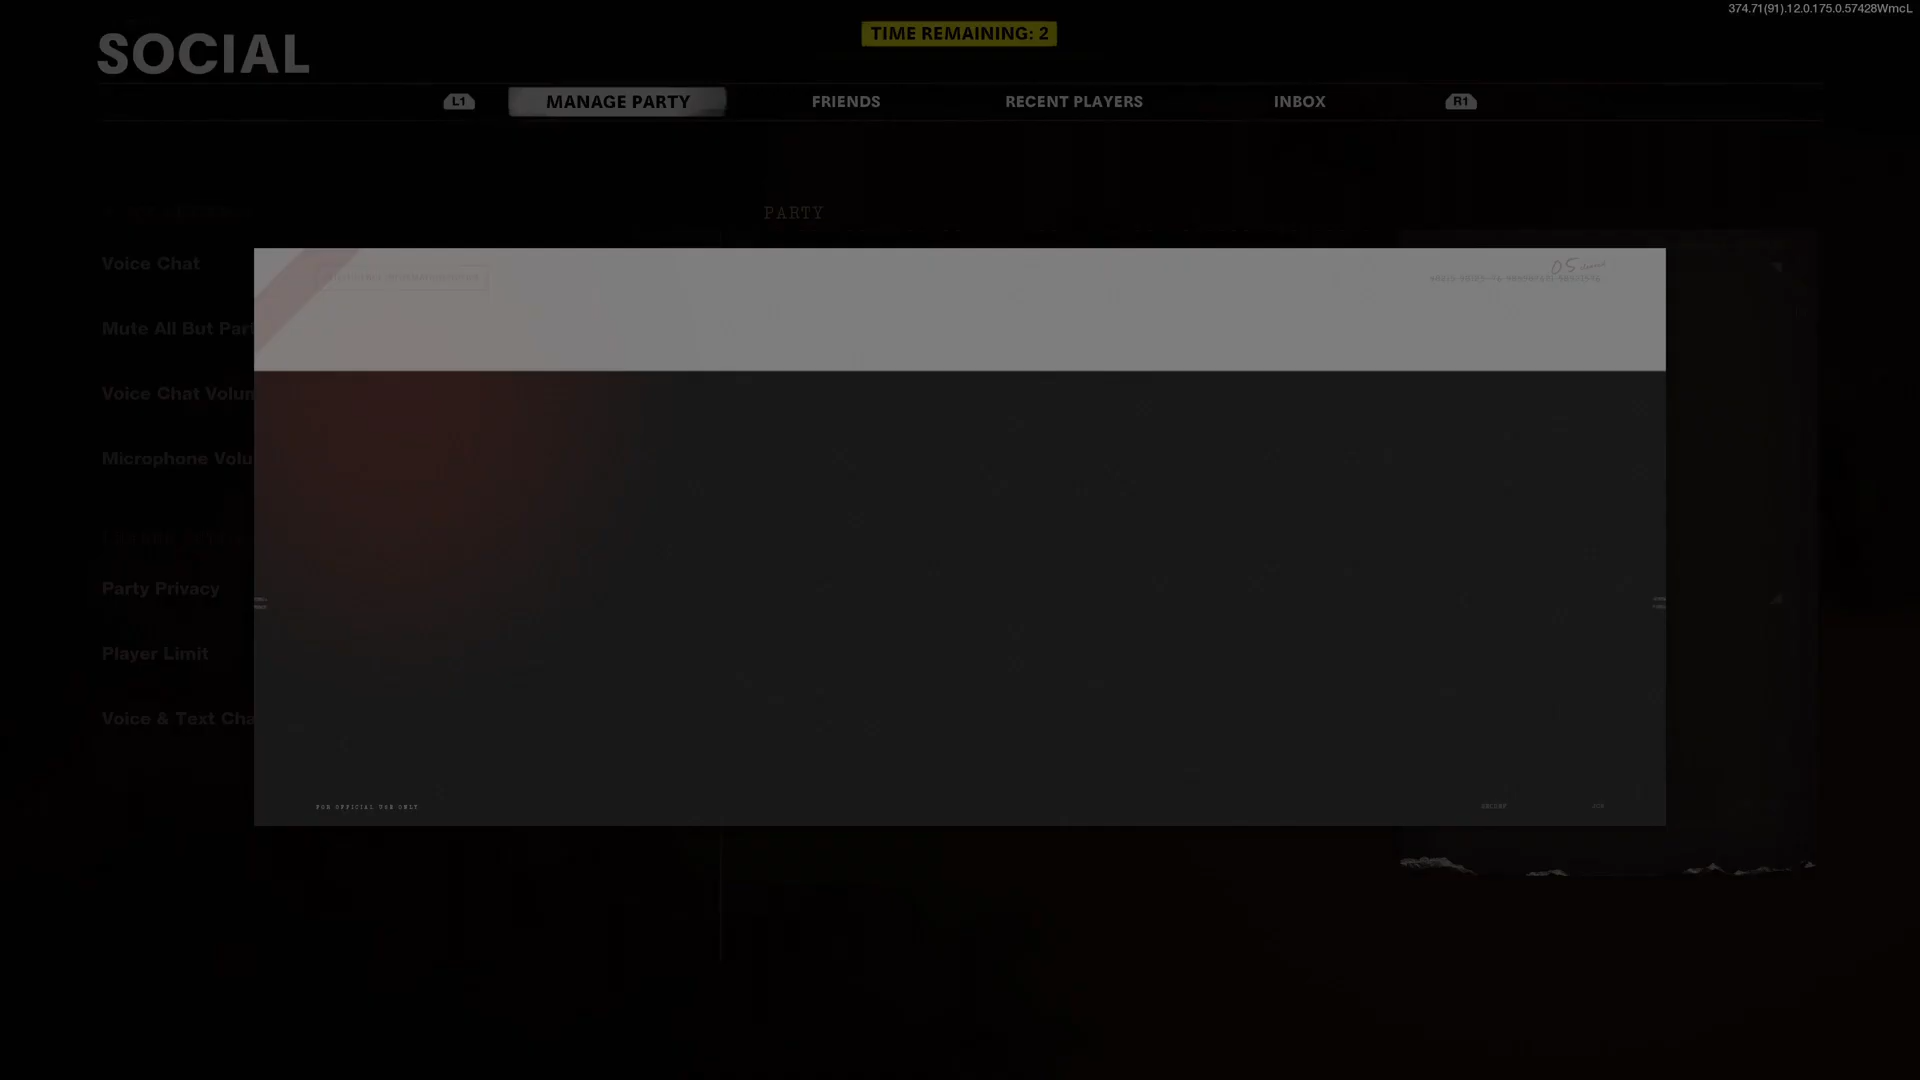 374.71(91).12.0.175.0.57428WmcL
TIME REMAINING: 2
SOCIAL
L1
MANAGE PARTY
FRIENDS
RECENT PLAYERS
INBOX
R1
PARTY
Voice Chat
Mute All But Part
Voice Chat Volum
Microphone Volu
Party Privacy
Player Limit
Voice & Text Cha
FOR OFFICIAL USE ONLY